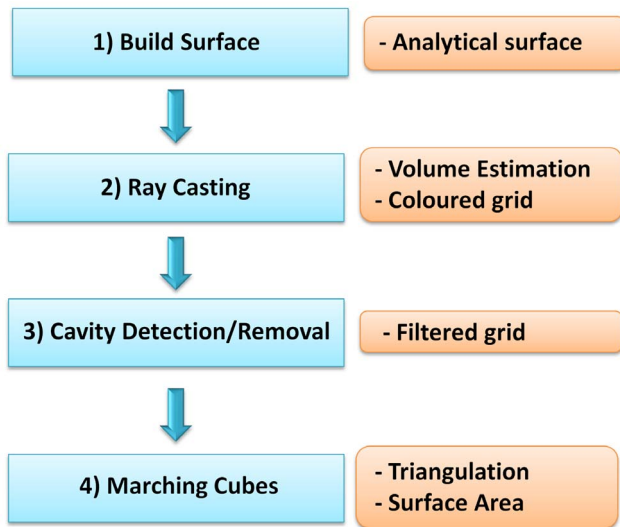 1) Build Surface
- Analytical surface
2) Ray Casting
- Volume Estimation
- Coloured grid
3) Cavity Detection/Removal
- Filtered grid
4) Marching Cubes
- Triangulation
- Surface Area